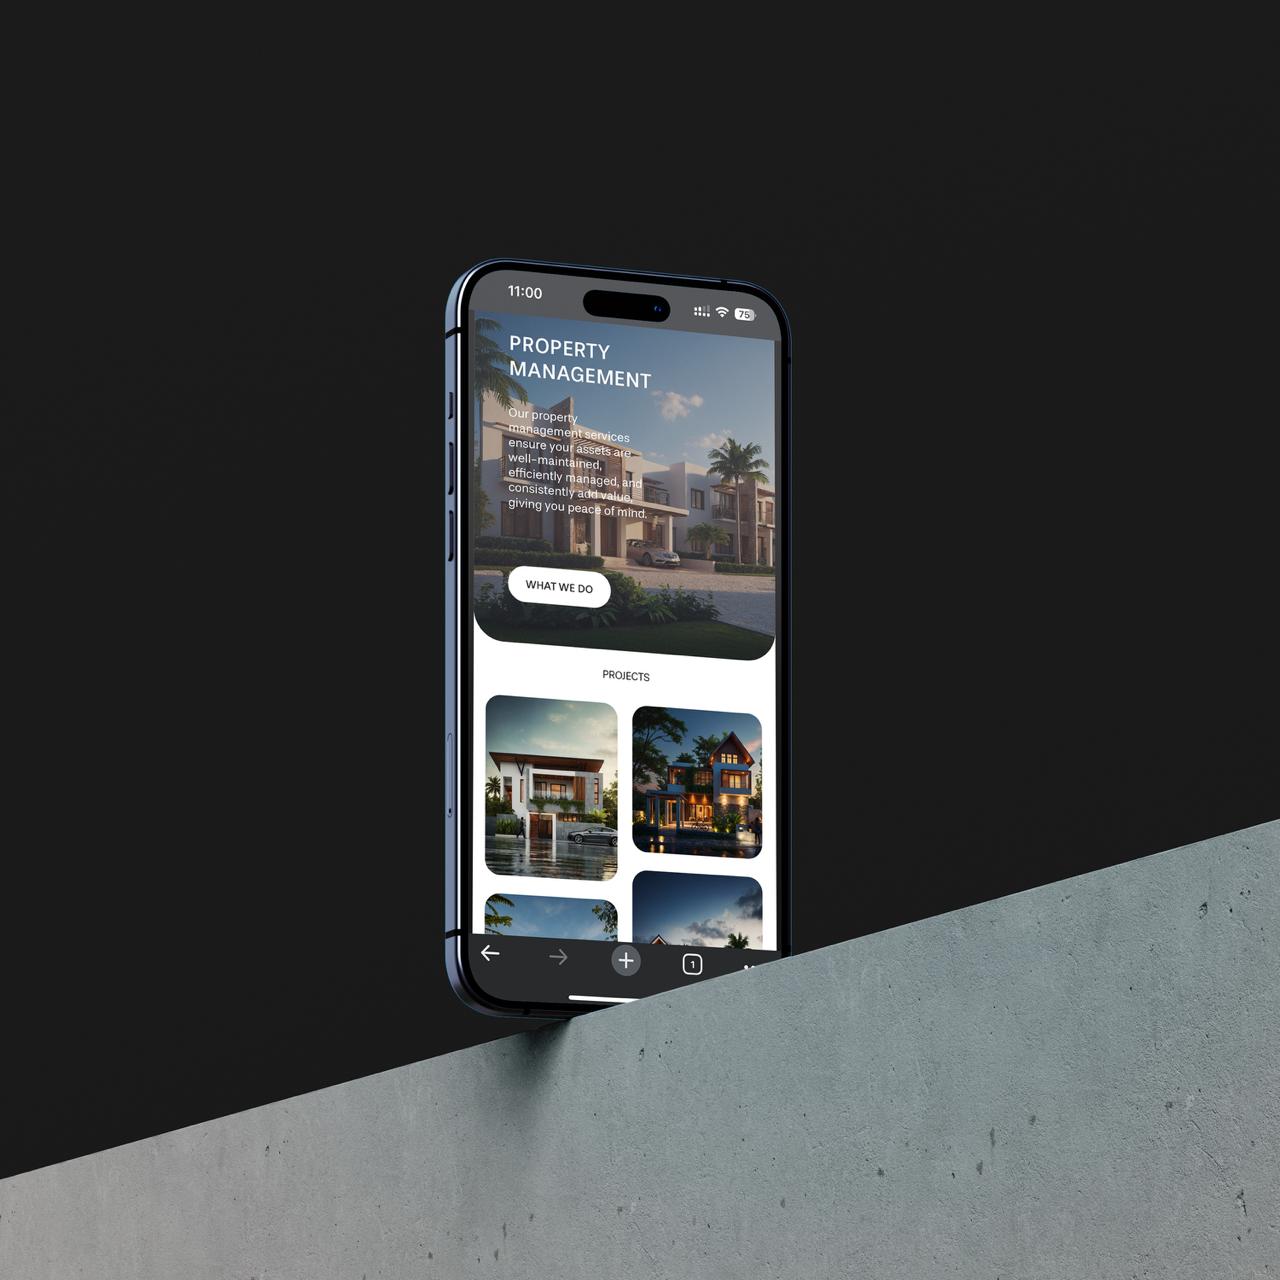 11:00
75
PROPERTY
MANAGEMENT
Our property
management services
ensure your assets are
well-maintained,
efficiently managed, and
consistently add value,
giving you peace of mind.
WHAT WE DO
PROJECTS
1